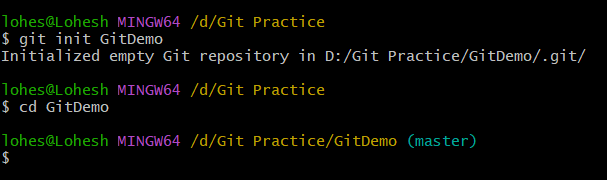 lohes@Lohesh MINGW64 /d/Git Practice
$ git init GitDemo
Initialized empty Git repository in D:/Git Practice/GitDemo/.git/
lohes@Lohesh MINGW64 /d/Git Practice
$ cd GitDemo
lohes@Lohesh MINGW64 /d/Git Practice/GitDemo (master)
$